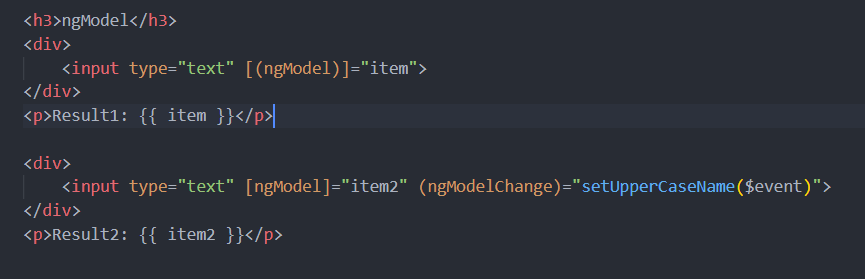 <h3>ngModel</h3>
<div>
    <input type="text" [(ngModel)]="item">
</div>
<p>Result1: {{ item }}</p>

<div>
    <input type="text" [ngModel]="item2" (ngModelChange)="setUpperCaseName($event)">
</div>
<p>Result2: {{ item2 }}</p>